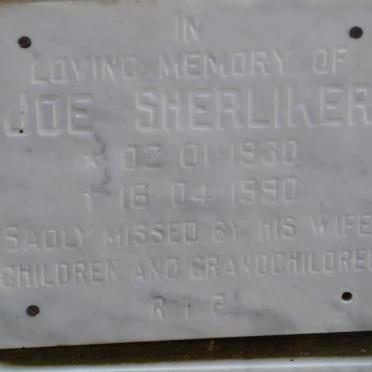 IN
LOVING MEMORY OF
JOE SHERLIKER
* 02·01·1930
† 16·04·1990
SADLY MISSED BY HIS WIFE
CHILDREN AND GRANDCHILDREN
R.I.P.